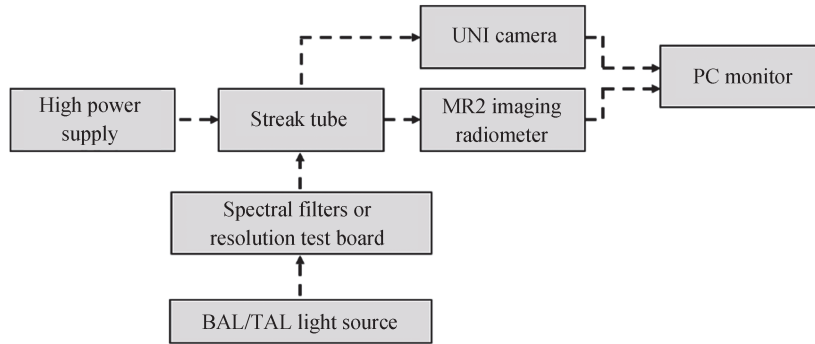 UNI camera
PC monitor
High power
supply
Streak tube
MR2 imaging
radiometer
Spectral filters or
resolution test board
BAL/TAL light source